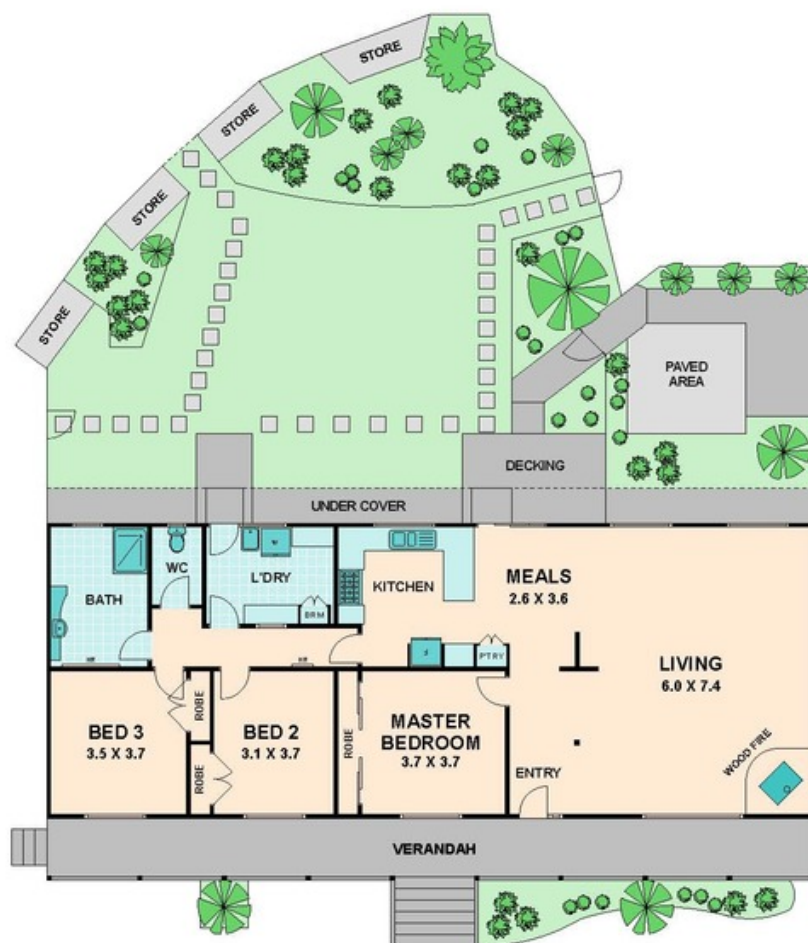 STORE
STORE
STORE
STORE
PAVED
AREA
DECKING
UNDER COVER
BATH
WC
L'DRY
BRM
KITCHEN
MEALS
2.6 X 3.6
PTRY
LIVING
6.0 X 7.4
BED 3
3.5 X 3.7
ROBE
ROBE
BED 2
3.1 X 3.7
ROBE
MASTER
BEDROOM
3.7 X 3.7
ENTRY
WOOD FIRE
VERANDAH